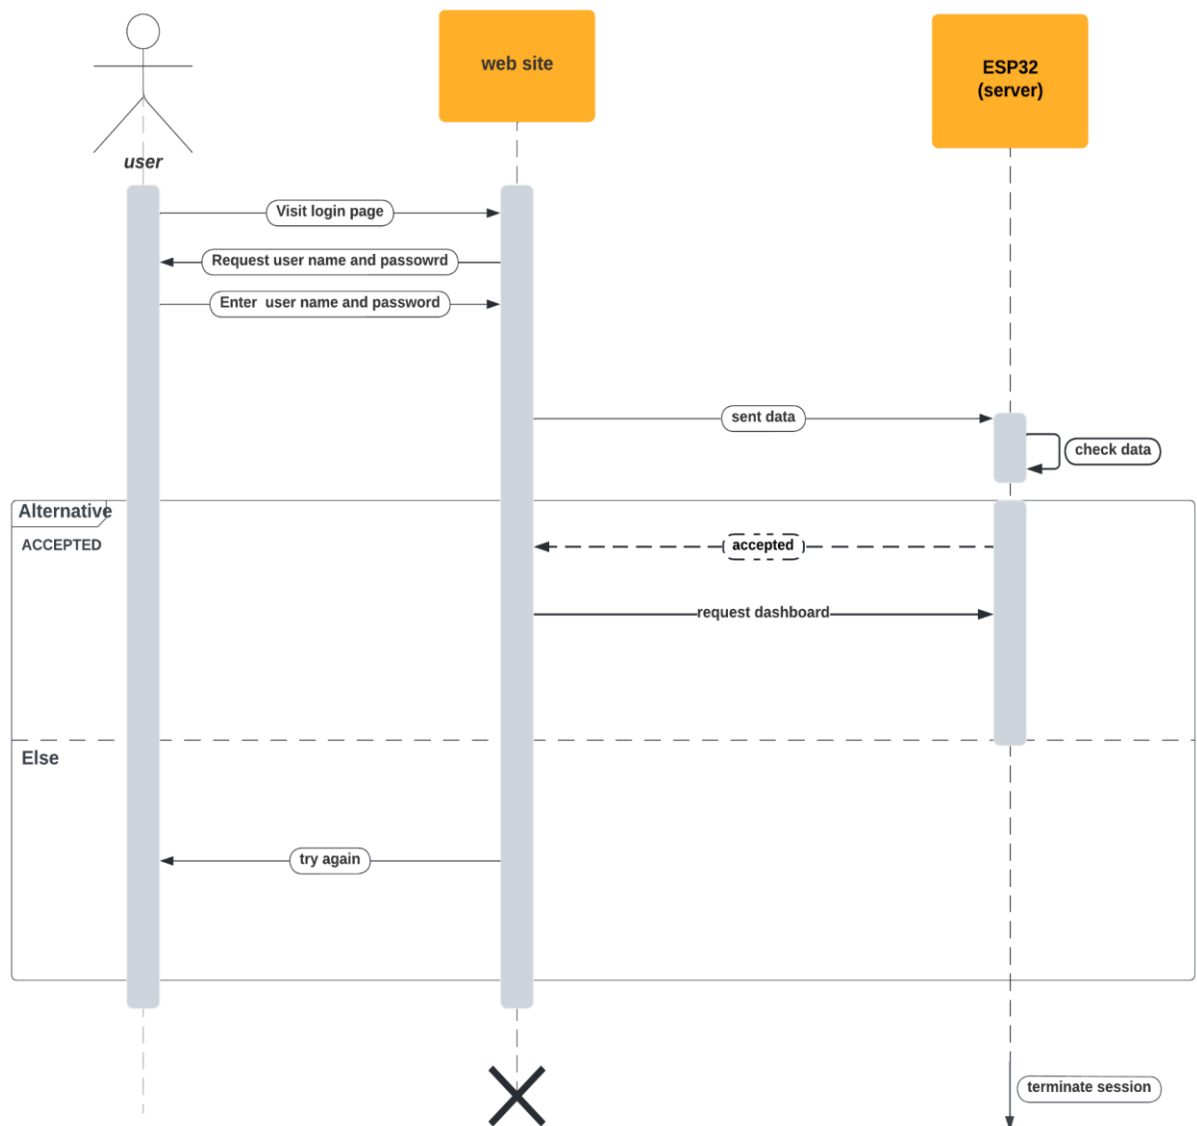 web site
ESP32
(server)
user
Visit login page
Request user name and passowrd
Enter user name and password
sent data
check data
Alternative
ACCEPTED
accepted
request dashboard
Else
try again
terminate session